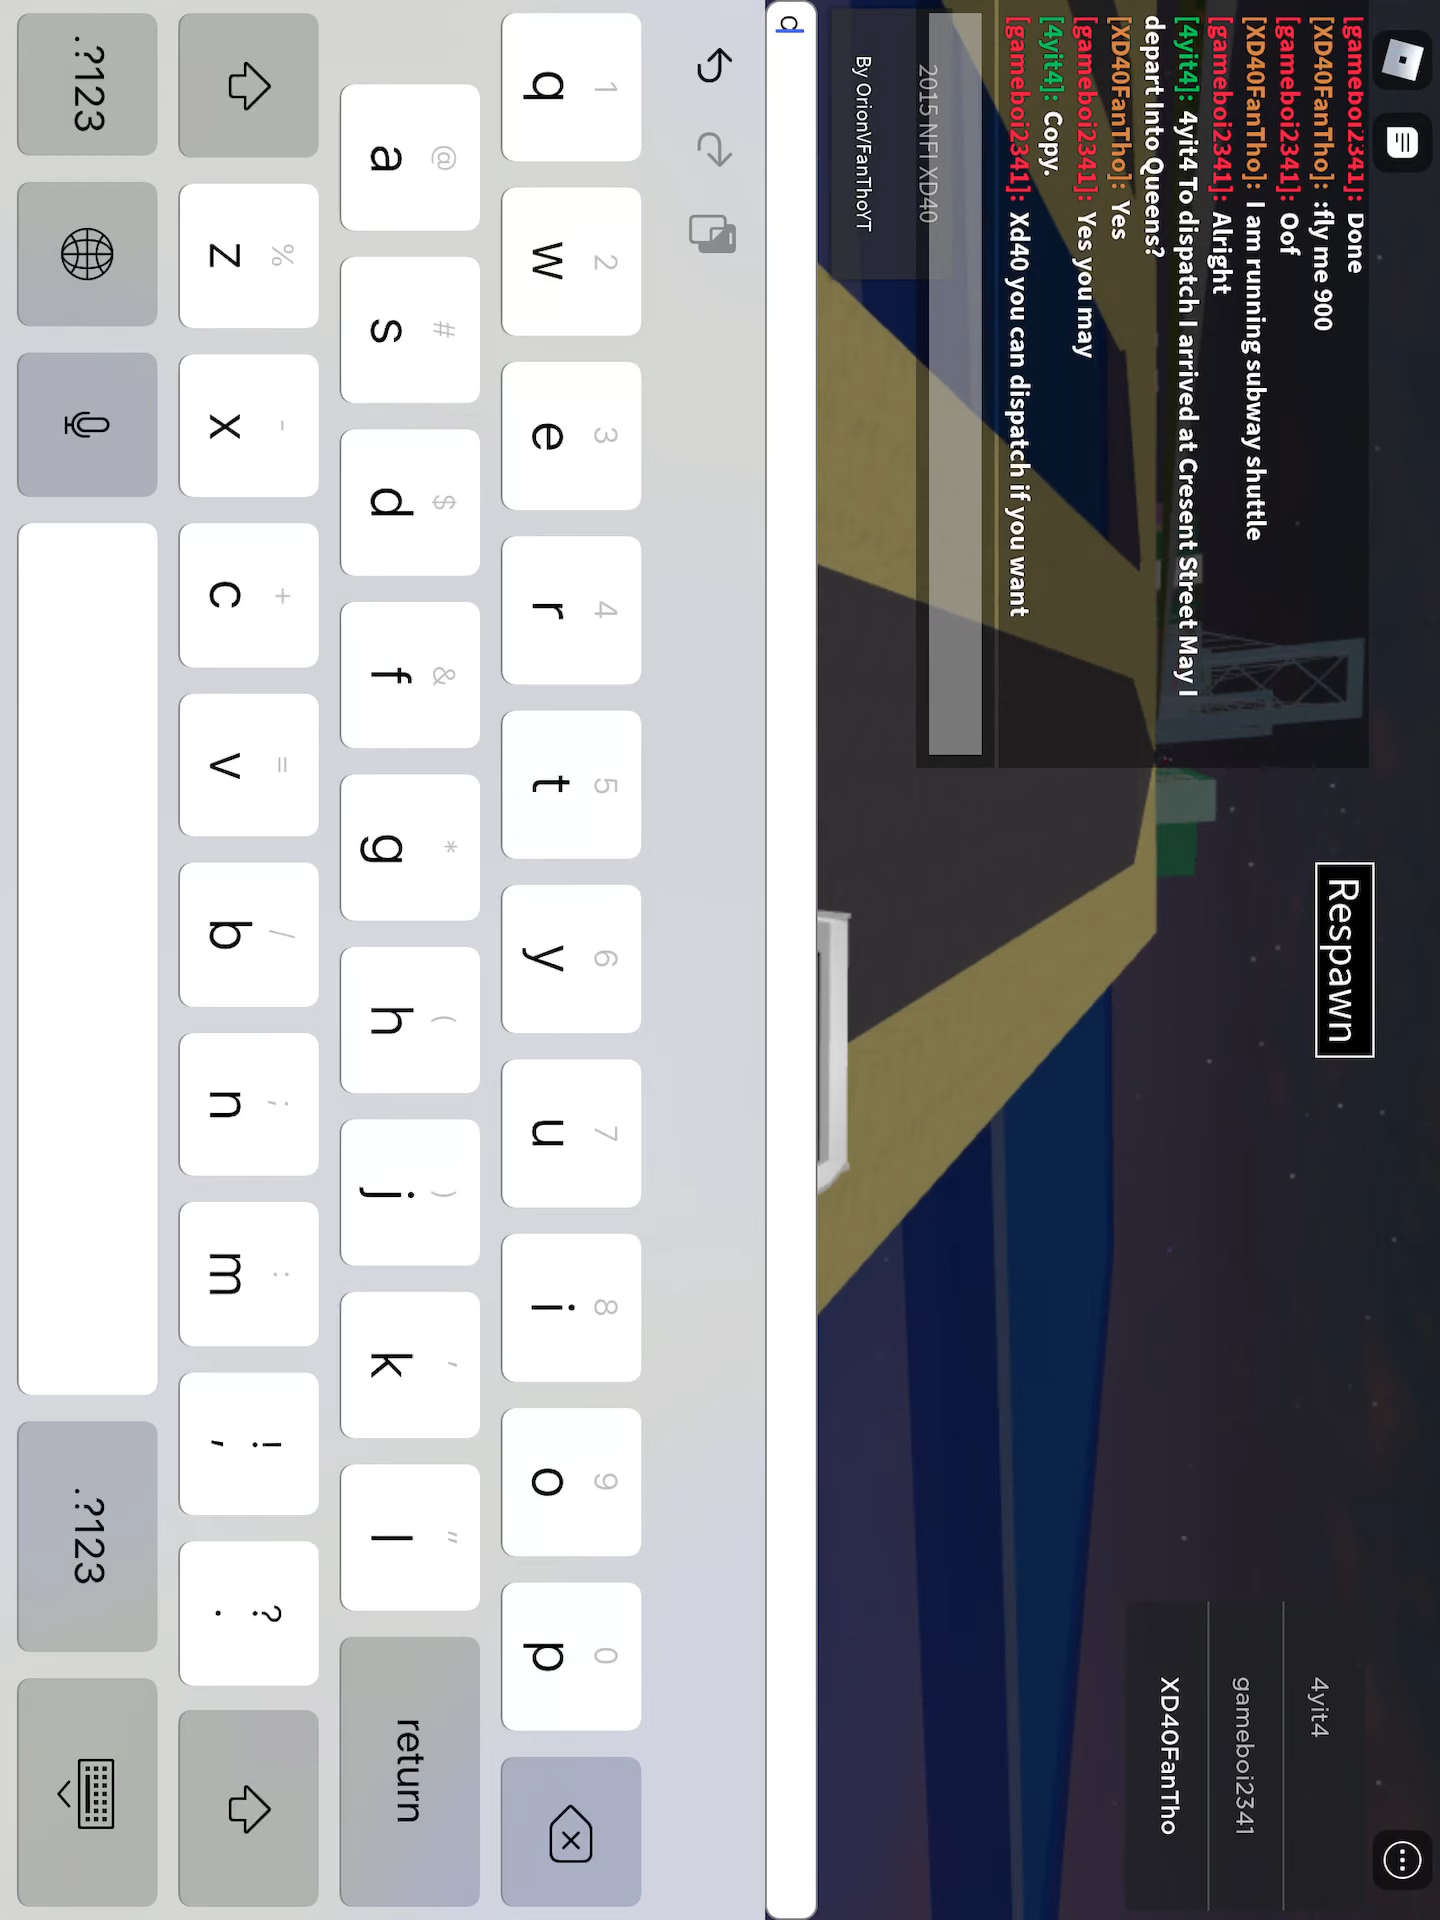 [gameboi2341]: Done
[XD40FanTho]: :fly me 900
[gameboi2341]: Oof
[XD40FanTho]: I am running subway shuttle
[gameboi2341]: Alright
[4yit4]: 4yit4 To dispatch I arrived at Cresent Street May I
depart Into Queens?
[XD40FanTho]: Yes
[gameboi2341]: Yes you may
[4yit4]: Copy.
[gameboi2341]: Xd40 you can dispatch if you want
Respawn
4yit4
gameboi2341
XD40FanTho
2015 NFI XD40
By OrionVFanThoYT
d
1 2 3 4 5 6 7 8 9 0
q w e r t y u i o p
@ # $ & * ( ) ' "
a s d f g h j k l return
% - + = / ; : ! ?
z x c v b n m , .
.?123 .?123